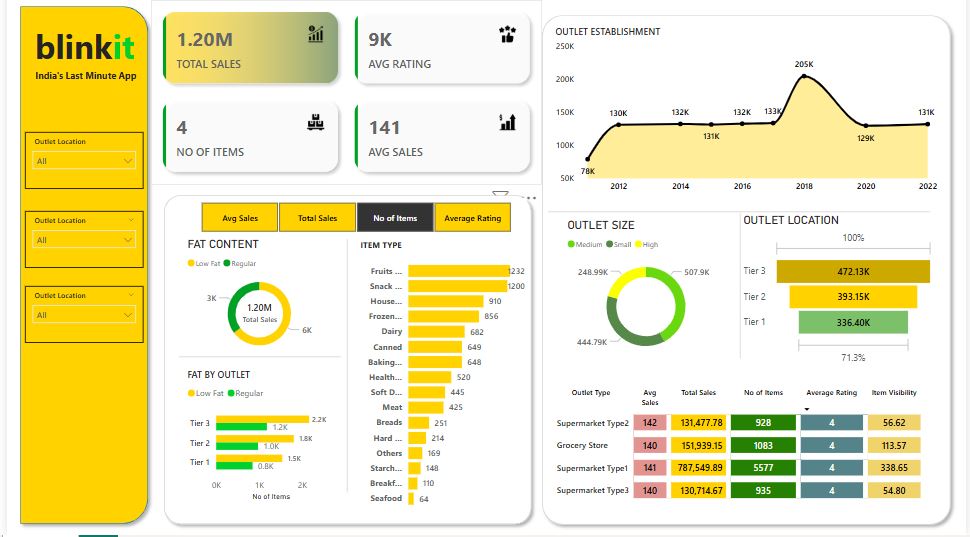 blinkit
India's Last Minute App
Outlet Location
All
Outlet Location
All
Outlet Location
All
1.20M
TOTAL SALES
9K
AVG RATING
4
NO OF ITEMS
141
AVG SALES
Avg Sales
Total Sales
No of Items
Average Rating
FAT CONTENT
Low Fat Regular
3K
1.20M
Total Sales
6K
FAT BY OUTLET
Low Fat Regular
Tier 3 2.2K
1.2K
Tier 2 1.8K
1.0K
Tier 1 1.5K
0.8K
0K 1K 2K
No of Items
ITEM TYPE
Fruits ... 1232
Snack ... 1200
House... 910
Frozen... 856
Dairy 682
Canned 649
Baking... 648
Health... 520
Soft D... 445
Meat 425
Breads 251
Hard ... 214
Others 169
Starch... 148
Breakf... 110
Seafood 64
OUTLET ESTABLISHMENT
250K
200K
150K
100K
50K
78K
130K
132K
131K
132K
133K
205K
129K
131K
2012 2014 2016 2018 2020 2022
OUTLET SIZE
Medium Small High
248.99K
507.9K
444.79K
OUTLET LOCATION
100%
Tier 3 472.13K
Tier 2 393.15K
Tier 1 336.40K
71.3%
Outlet Type Avg Sales Total Sales No of Items Average Rating Item Visibility
Supermarket Type2 142 131,477.78 928 4 56.62
Grocery Store 140 151,939.15 1083 4 113.57
Supermarket Type1 141 787,549.89 5577 4 338.65
Supermarket Type3 140 130,714.67 935 4 54.80